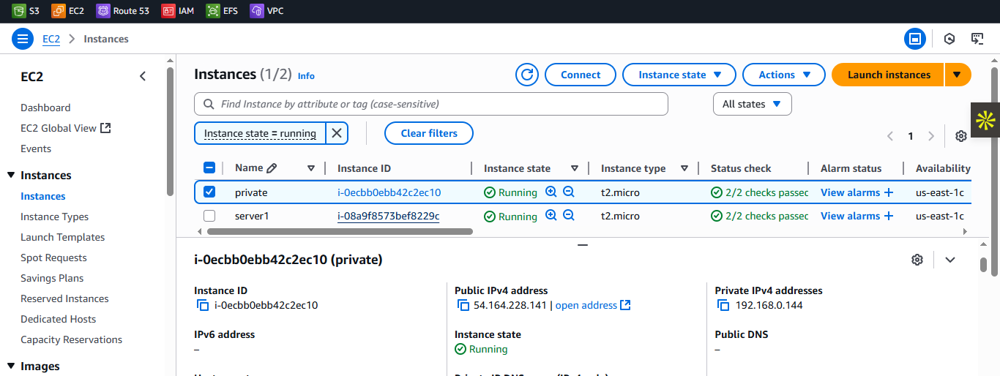 S3 EC2 Route 53 IAM EFS VPC
EC2 Instances
EC2
Dashboard
EC2 Global View
Events
Instances
Instances
Instance Types
Launch Templates
Spot Requests
Savings Plans
Reserved Instances
Dedicated Hosts
Capacity Reservations
Images
Instances (1/2) Info
Connect Instance state Actions Launch instances
Find Instance by attribute or tag (case-sensitive) All states
Instance state = running Clear filters 1
Name Instance ID Instance state Instance type Status check Alarm status Availability
private i-0ecbb0ebb42c2ec10 Running t2.micro 2/2 checks passed View alarms + us-east-1c
server1 i-08a9f8573bef8229c Running t2.micro 2/2 checks passed View alarms + us-east-1c
i-0ecbb0ebb42c2ec10 (private)
Instance ID Public IPv4 address Private IPv4 addresses
i-0ecbb0ebb42c2ec10 54.164.228.141 | open address 192.168.0.144
IPv6 address Instance state Public DNS
– Running –